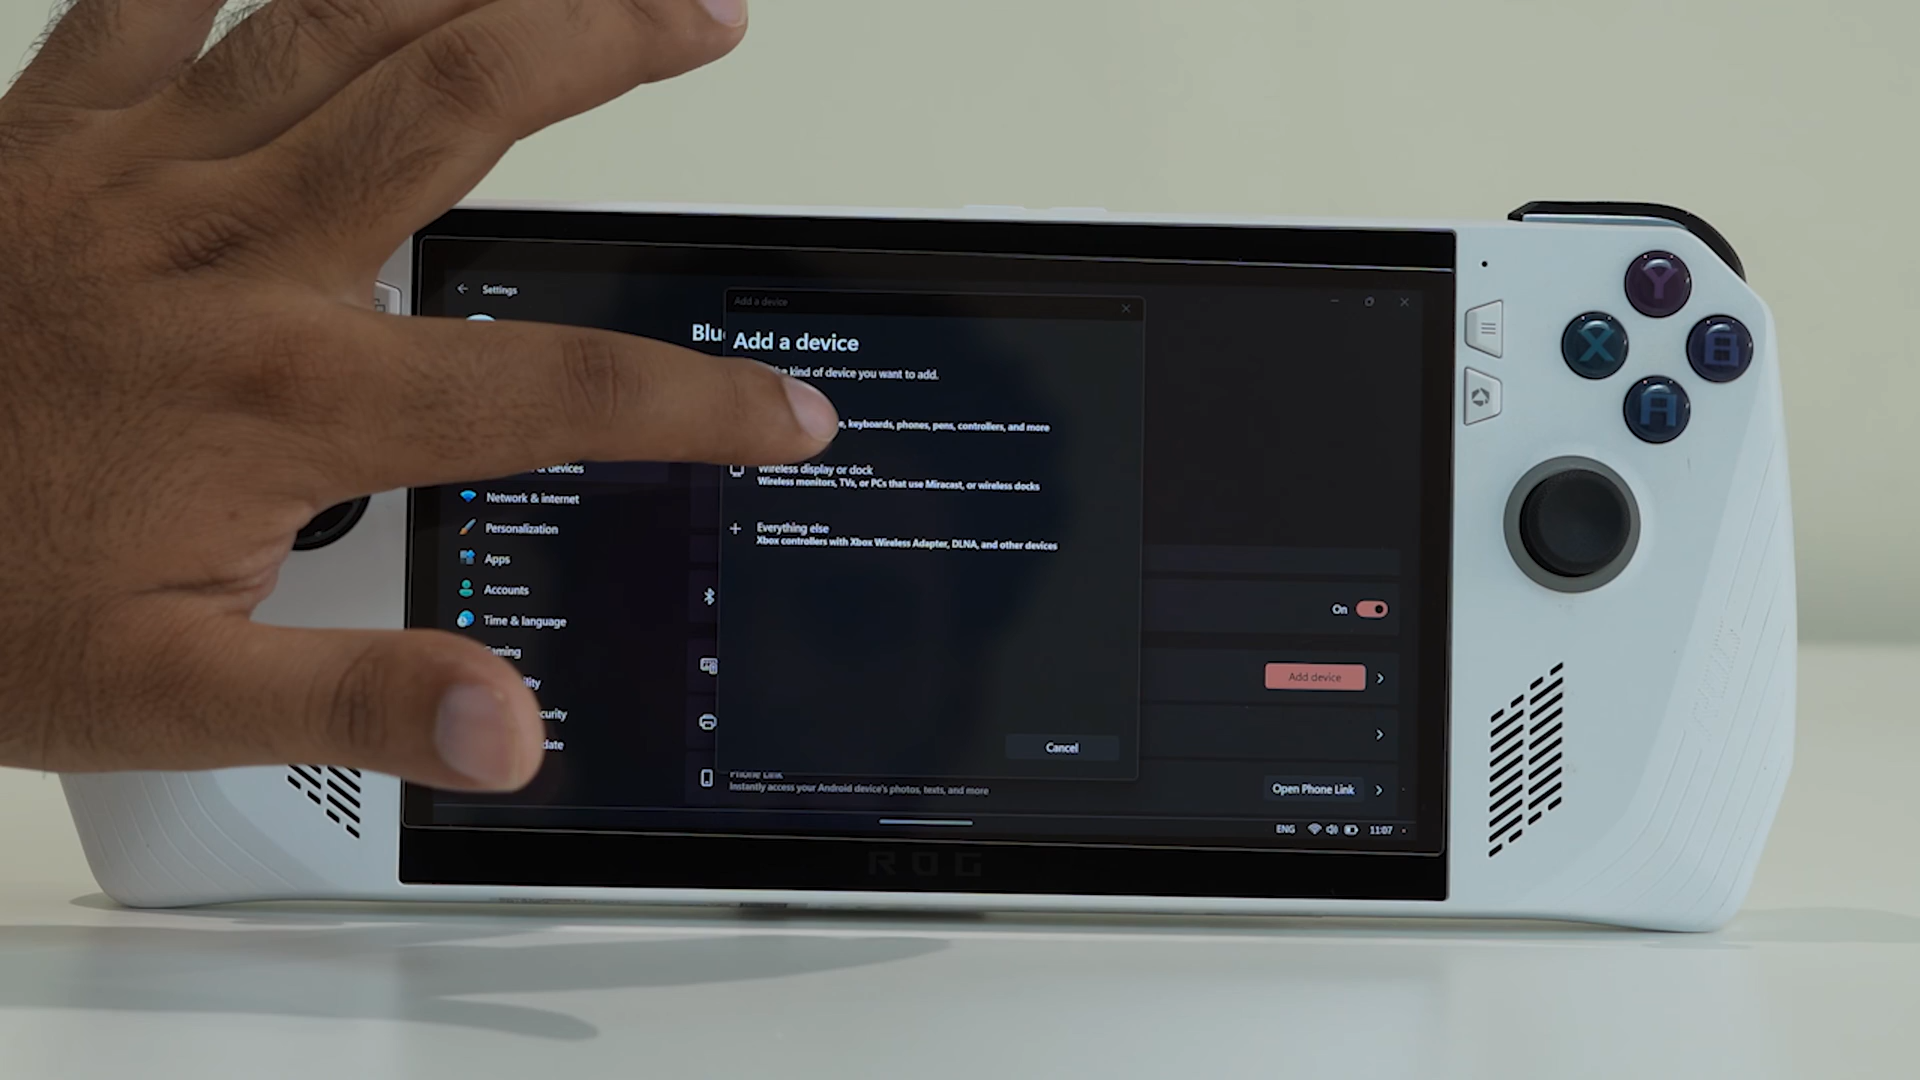 Settings
Add a device
Add a device
kind of device you want to add.
keyboards, phones, pens, controllers, and more
Wireless display or dock
Wireless monitors, TVs, or PCs that use Miracast, or wireless docks
Everything else
Xbox controllers with Xbox Wireless Adapter, DLNA, and other devices
Cancel
& devices
Network & internet
Personalization
Apps
Accounts
Time & language
On
Add device
Phone Link
Instantly access your Android device's photos, texts, and more
Open Phone Link
ENG
11:07
ROG
Y
X
B
A